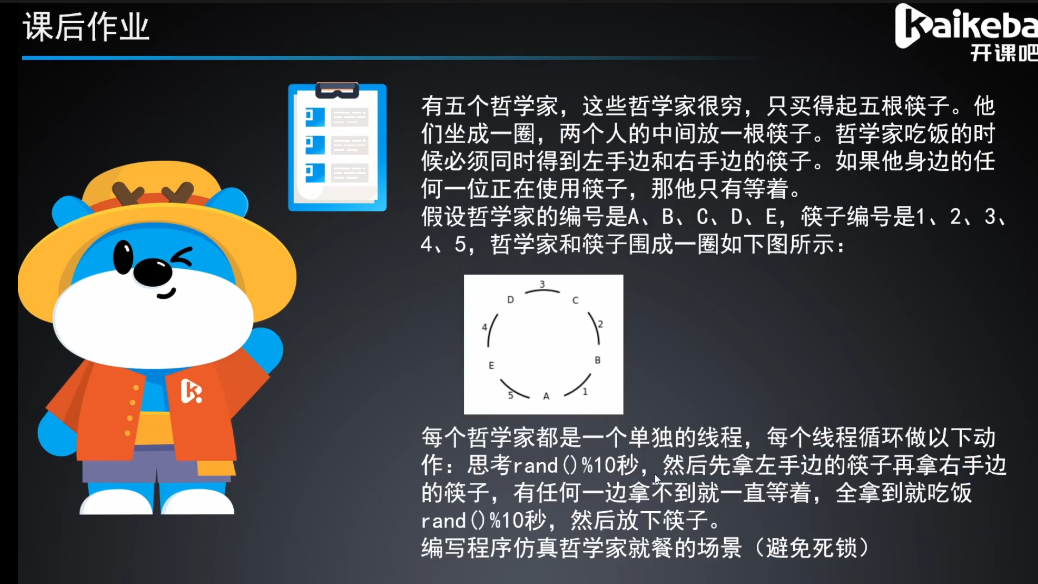 课后作业
Kaikeba
开课吧
有五个哲学家，这些哲学家很穷，只买得起五根筷子。他
们坐成一圈，两个人的中间放一根筷子。哲学家吃饭的时
候必须同时得到左手边和右手边的筷子。如果他身边的任
何一位正在使用筷子，那他只有等着。
假设哲学家的编号是A、B、C、D、E，筷子编号是1、2、3、
4、5，哲学家和筷子围成一圈如下图所示：
3
D
C
4
2
E
B
5
A
1
每个哲学家都是一个单独的线程，每个线程循环做以下动
作：思考rand()%10秒，然后先拿左手边的筷子再拿右手边
的筷子，有任何一边拿不到就一直等着，全拿到就吃饭
rand()%10秒，然后放下筷子。
编写程序仿真哲学家就餐的场景（避免死锁）